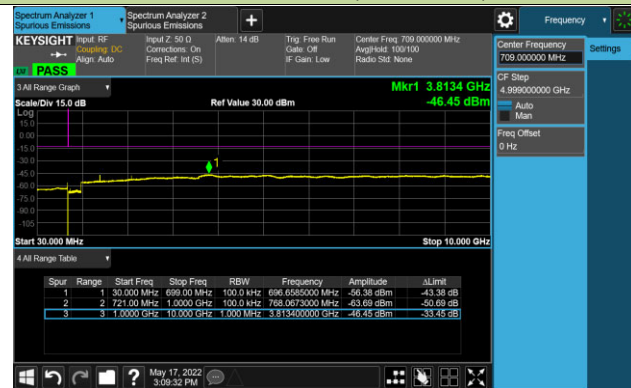 Spectrum Analyzer 1
Spurious Emissions
Spectrum Analyzer 2
Spurious Emissions
+
Frequency
KEYSIGHT
Input: RF
Coupling: DC
Align: Auto
Input Z: 50 Ω
Corrections: On
Freq Ref: Int (S)
Atten: 14 dB
Trig: Free Run
Gate: Off
IF Gain: Low
Center Freq: 709.000000 MHz
Avg|Hold: 100/100
Radio Std: None
PASS
Center Frequency
709.000000 MHz
Settings
CF Step
4.999000000 GHz
Auto
Man
Freq Offset
0 Hz
3 All Range Graph
Mkr1 3.8134 GHz
Scale/Div 15.0 dB
Ref Value 30.00 dBm
-46.45 dBm
Log
15.0
0.00
-15.0
-30.0
-45.0
-60.0
-75.0
-90.0
-105
1
Start 30.000 MHz
Stop 10.000 GHz
4 All Range Table
Spur Range Start Freq Stop Freq RBW Frequency Amplitude ΔLimit
1 1 30.000 MHz 699.00 MHz 100.0 kHz 696.6585000 MHz -56.38 dBm -43.38 dB
2 2 721.00 MHz 1.0000 GHz 100.0 kHz 768.0673000 MHz -63.69 dBm -50.69 dB
3 3 1.0000 GHz 10.000 GHz 1.000 MHz 3.813400000 GHz -46.45 dBm -33.45 dB
?
May 17, 2022
3:09:32 PM